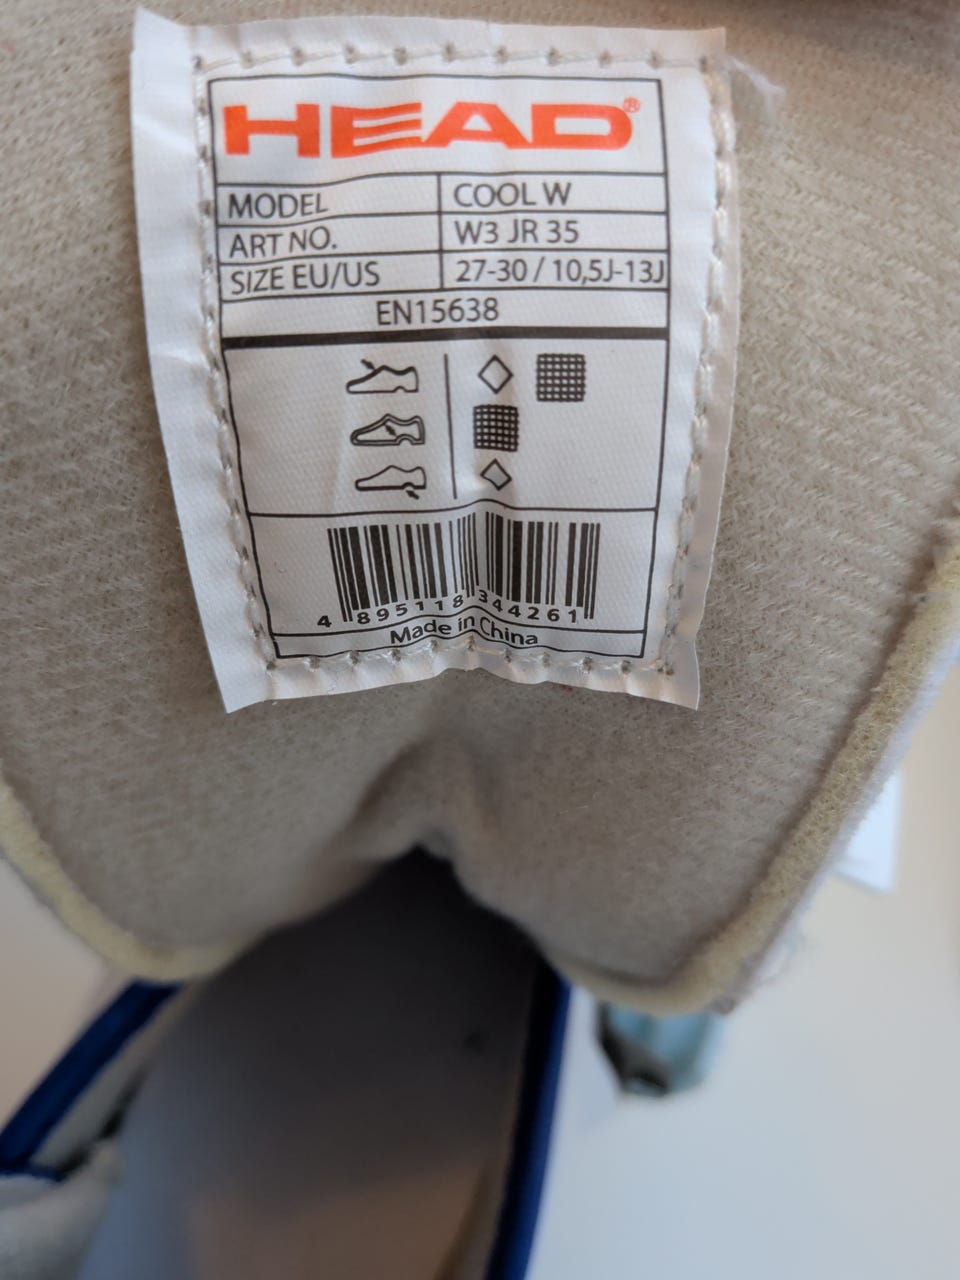 HEAD®
MODEL COOL W
ART NO. W3 JR 35
SIZE EU/US 27-30 / 10,5J-13J
EN15638
4 895118 344261
Made in China